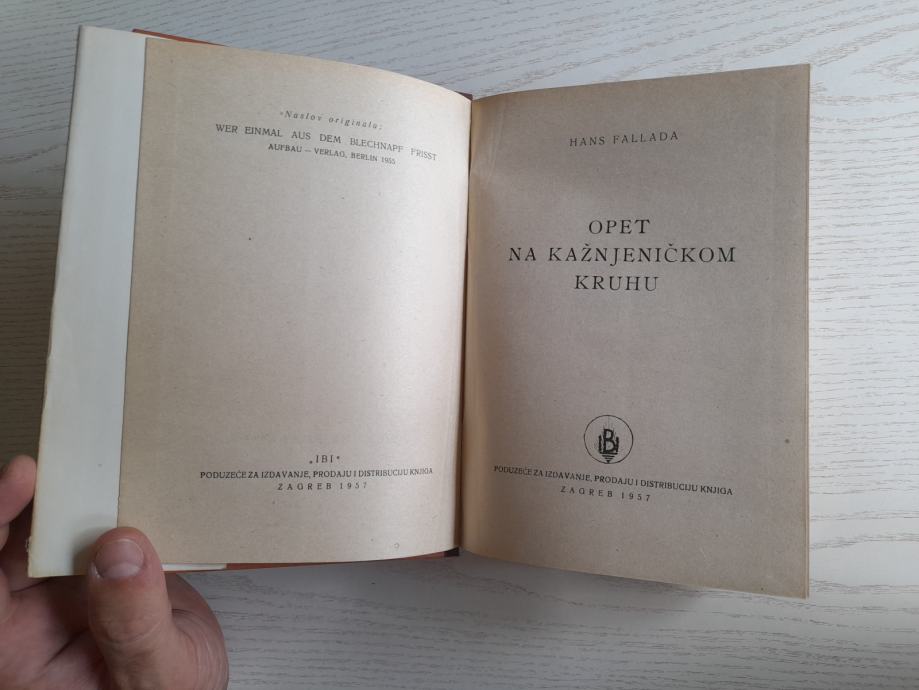 »Naslov originala:
WER EINMAL AUS DEM BLECHNAPF FRISST
AUFBAU — VERLAG, BERLIN 1955
„IBI“
PODUZEĆE ZA IZDAVANJE, PRODAJU I DISTRIBUCIJU KNJIGA
ZAGREB 1957
HANS FALLADA
OPET
NA KAŽNJENIČKOM
KRUHU
IBI
PODUZEĆE ZA IZDAVANJE, PRODAJU I DISTRIBUCIJU KNJIGA
ZAGREB 1957